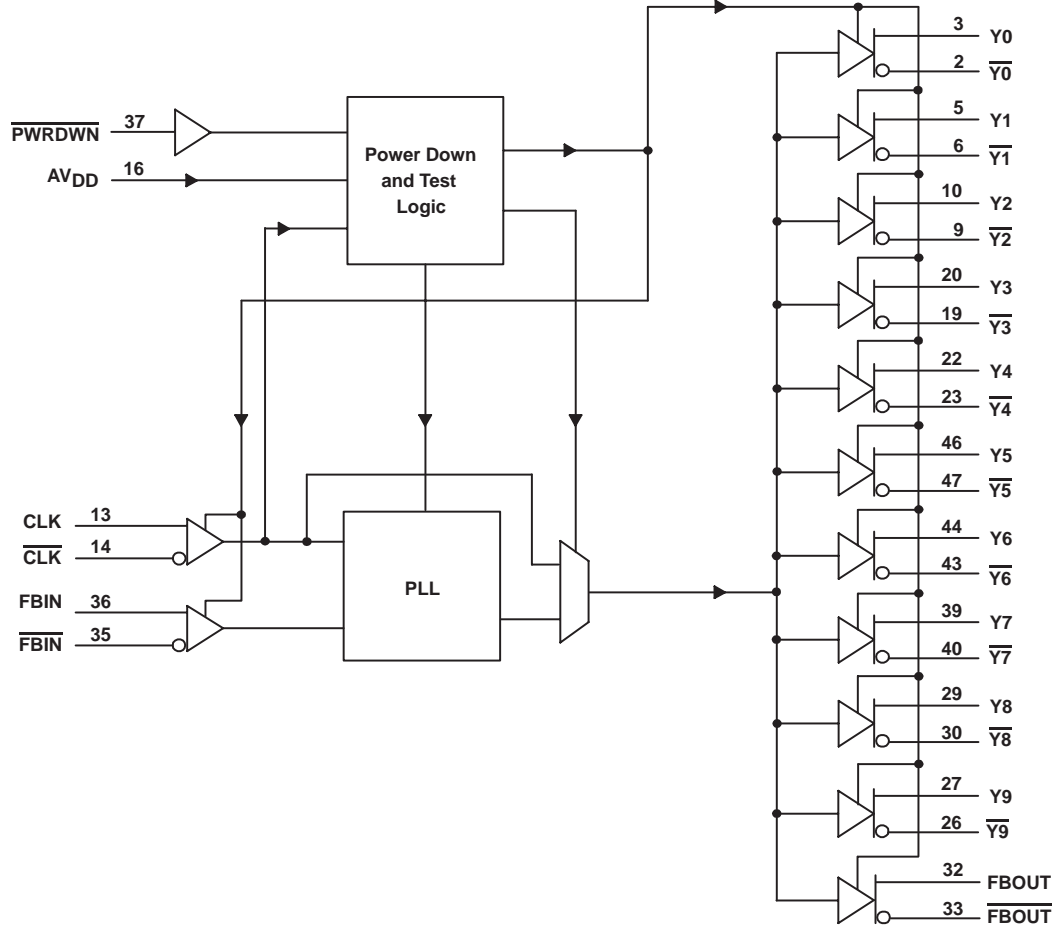 3 Y0
2 Y0
PWRDWN 37
AVDD 16
Power Down
and Test
Logic
5 Y1
6 Y1
10 Y2
9 Y2
20 Y3
19 Y3
22 Y4
23 Y4
46 Y5
47 Y5
CLK 13
CLK 14
FBIN 36
FBIN 35
PLL
44 Y6
43 Y6
39 Y7
40 Y7
29 Y8
30 Y8
27 Y9
26 Y9
32 FBOUT
33 FBOUT